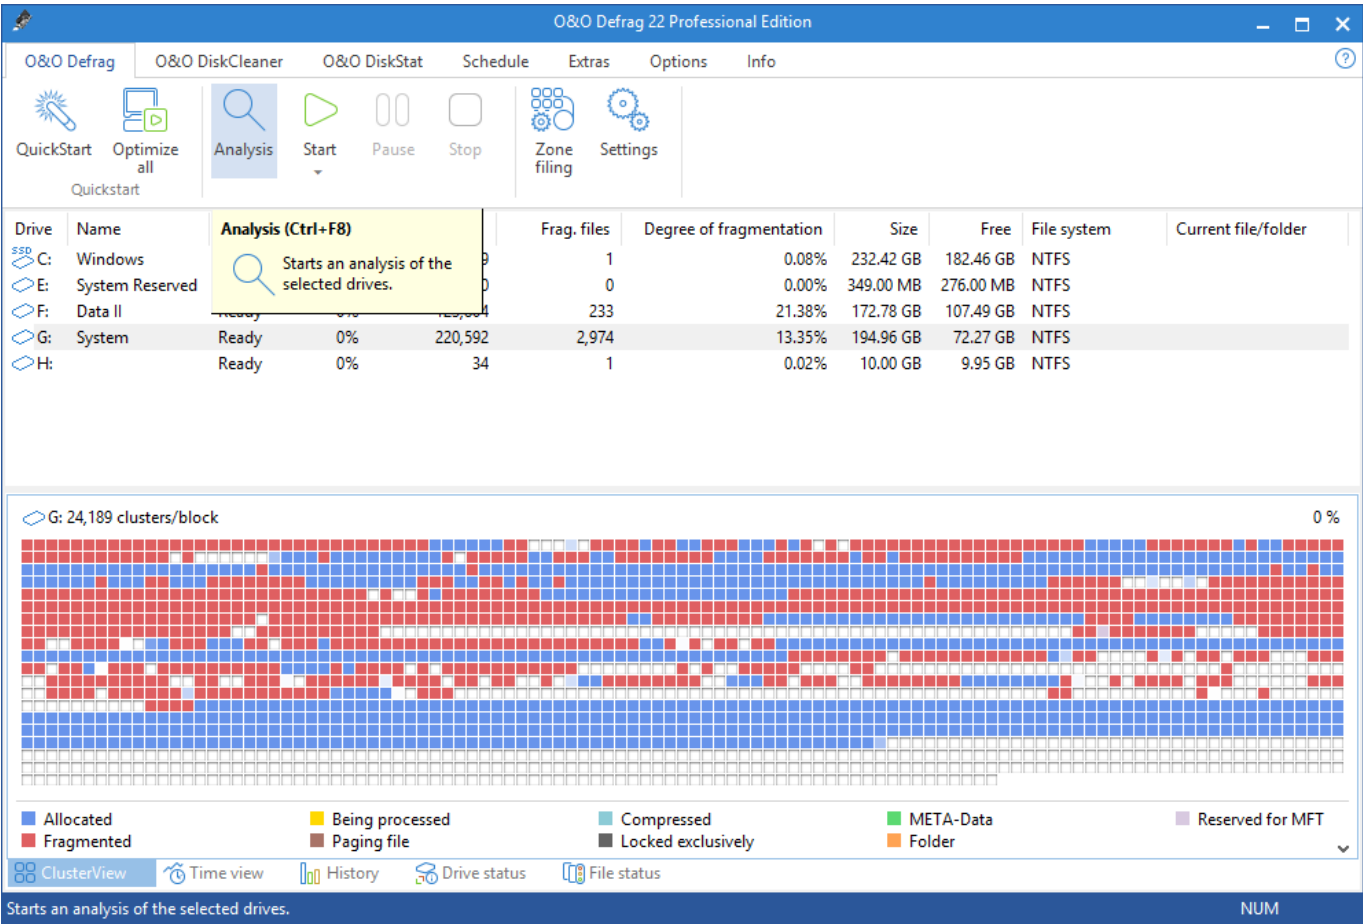 O&O Defrag 22 Professional Edition
O&O Defrag O&O DiskCleaner O&O DiskStat Schedule Extras Options Info ?
QuickStart Optimize all Analysis Start Pause Stop Zone filing Settings
Quickstart
Analysis (Ctrl+F8)
Starts an analysis of the
selected drives.
Drive Name Frag. files Degree of fragmentation Size Free File system Current file/folder
SSD C: Windows 9 1 0.08% 232.42 GB 182.46 GB NTFS
E: System Reserved 0 0 0.00% 349.00 MB 276.00 MB NTFS
F: Data II Ready 0% 233 21.38% 172.78 GB 107.49 GB NTFS
G: System Ready 0% 220,592 2,974 13.35% 194.96 GB 72.27 GB NTFS
H: Ready 0% 34 1 0.02% 10.00 GB 9.95 GB NTFS
G: 24,189 clusters/block 0 %
Allocated Being processed Compressed META-Data Reserved for MFT
Fragmented Paging file Locked exclusively Folder
ClusterView Time view History Drive status File status
Starts an analysis of the selected drives. NUM